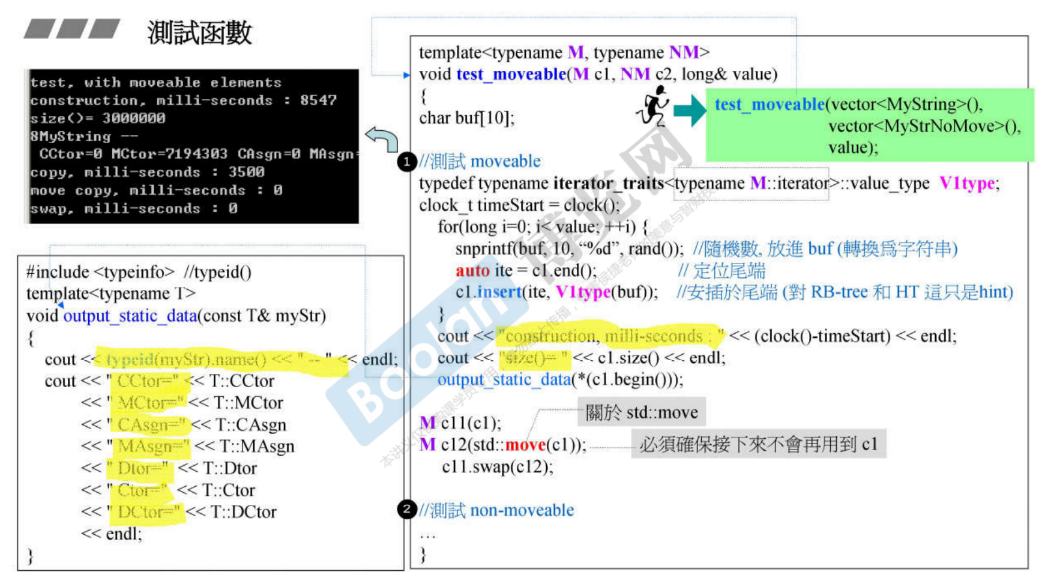 測試函數
test, with moveable elements
construction, milli-seconds : 8547
size()= 3000000
8MyString --
CCtor=0 MCtor=7194303 CAsgn=0 MAsgn=
copy, milli-seconds : 3500
move copy, milli-seconds : 0
swap, milli-seconds : 0
#include <typeinfo> //typeid()
template<typename T>
void output_static_data(const T& myStr)
{
cout << typeid(myStr).name() << " -- " << endl;
cout << " CCtor=" << T::CCtor
<< " MCtor=" << T::MCtor
<< " CAsgn=" << T::CAsgn
<< " MAsgn=" << T::MAsgn
<< " Dtor=" << T::Dtor
<< " Ctor=" << T::Ctor
<< " DCtor=" << T::DCtor
<< endl;
}
template<typename M, typename NM>
void test_moveable(M c1, NM c2, long& value)
{
char buf[10];
test_moveable(vector<MyString>(),
vector<MyStrNoMove>(),
value);
1 //測試 moveable
typedef typename iterator_traits<typename M::iterator>::value_type V1type;
clock_t timeStart = clock();
for(long i=0; i< value; ++i) {
snprintf(buf, 10, “%d”, rand()); //隨機數, 放進 buf (轉換爲字符串)
auto ite = c1.end(); // 定位尾端
c1.insert(ite, V1type(buf)); //安插於尾端 (對 RB-tree 和 HT 這只是hint)
}
cout << "construction, milli-seconds : " << (clock()-timeStart) << endl;
cout << "size()= " << c1.size() << endl;
output_static_data(*(c1.begin()));
M c11(c1);
關於 std::move
M c12(std::move(c1));
必須確保接下來不會再用到 c1
c11.swap(c12);
2 //測試 non-moveable
…
}
Boolan
博览网